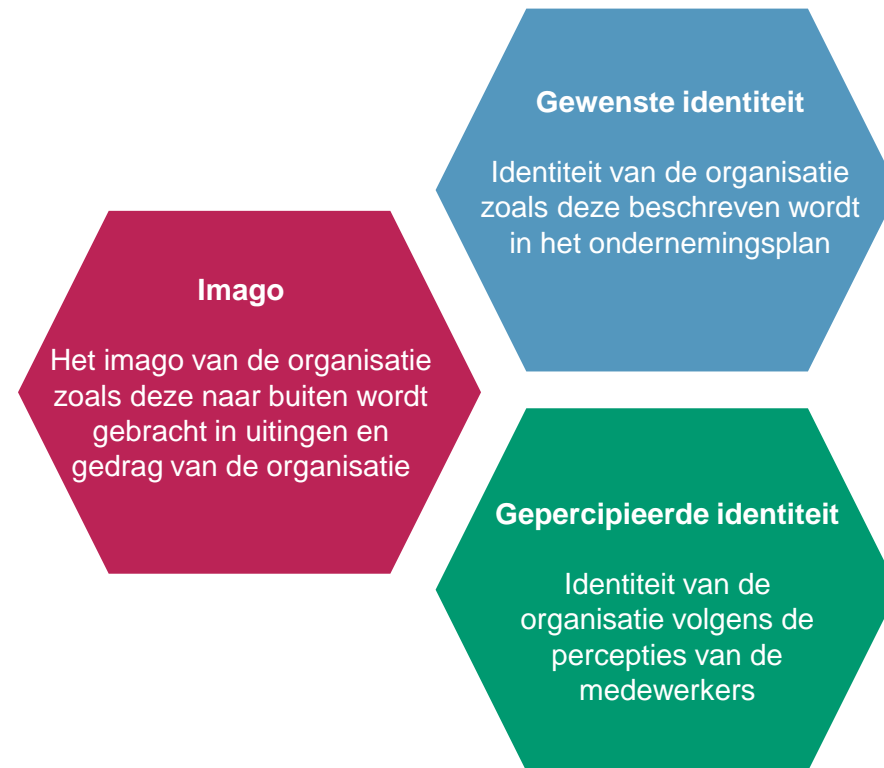 Gewenste identiteit
Identiteit van de organisatie
zoals deze beschreven wordt
in het ondernemingsplan
Imago
Het imago van de organisatie
zoals deze naar buiten wordt
gebracht in uitingen en
gedrag van de organisatie
Gepercipieerde identiteit
Identiteit van de
organisatie volgens de
percepties van de
medewerkers